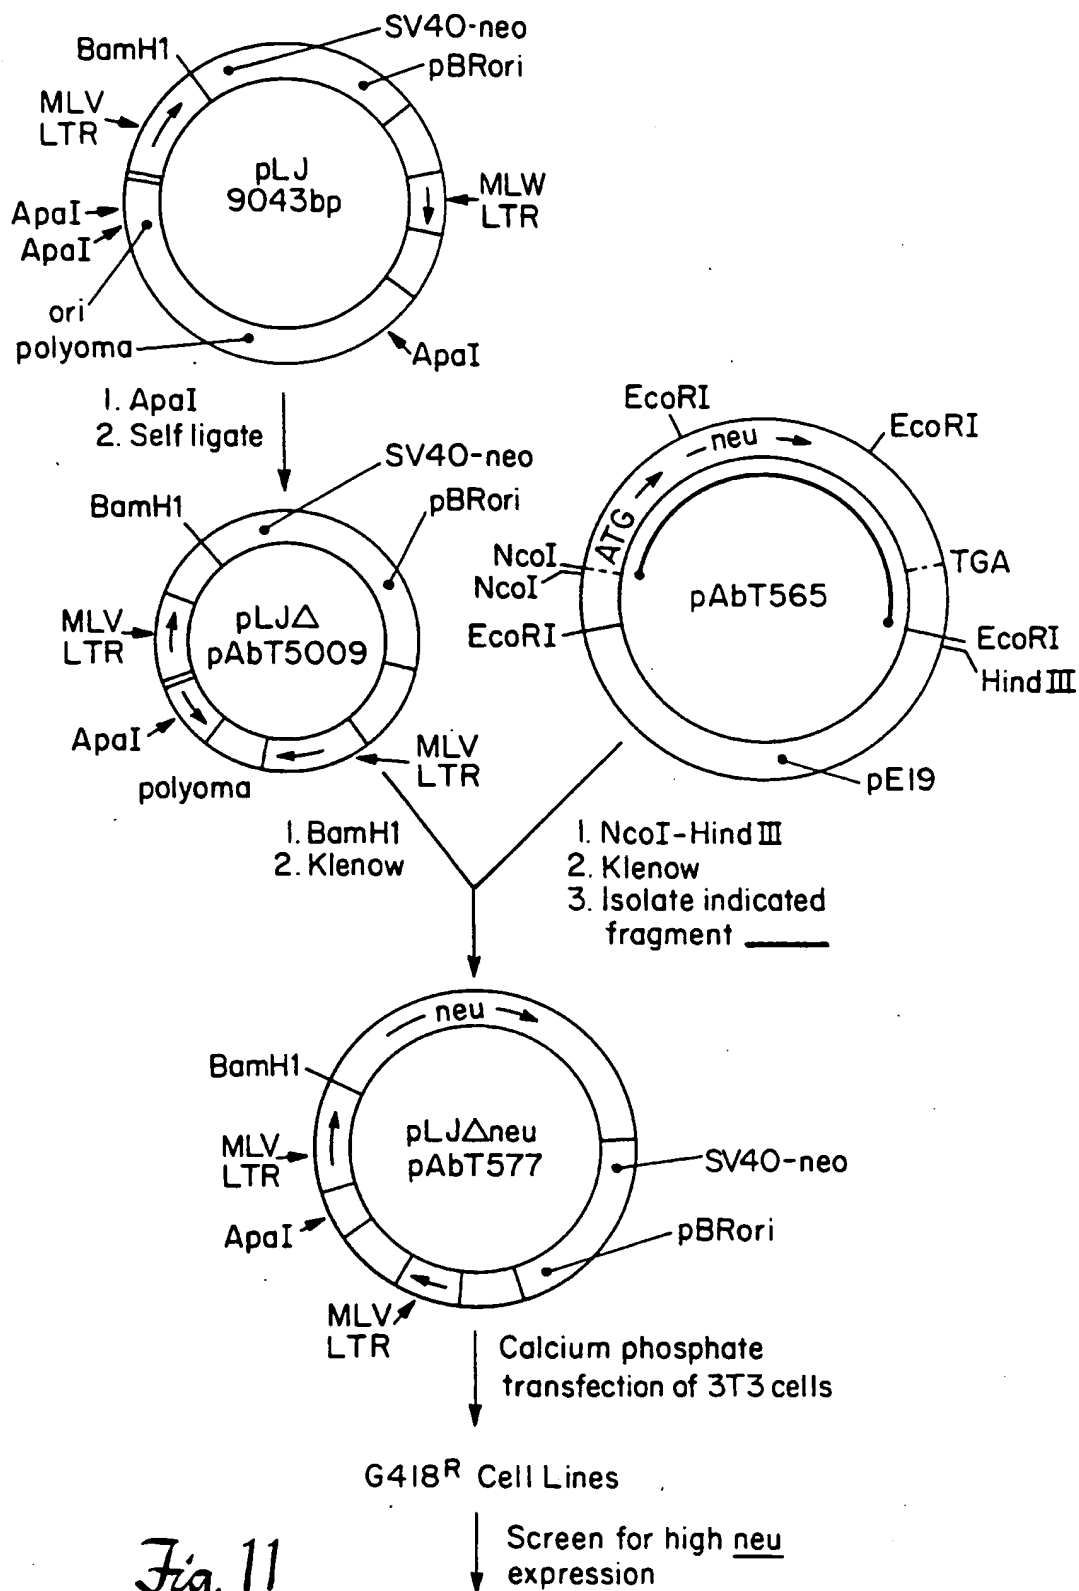 SV40-neo
BamH1
pBRori
MLV
LTR
pLJ
9043bp
MLW
LTR
ApaI
ApaI
ori
polyoma
ApaI
1. ApaI
2. Self ligate
SV40-neo
BamH1
pBRori
MLV
LTR
pLJΔ
pAbT5009
ApaI
polyoma
MLV
LTR
EcoRI
EcoRI
neu
ATG
NcoI
NcoI
TGA
pAbT565
EcoRI
EcoRI
Hind III
pE19
1. BamH1
2. Klenow
1. NcoI-Hind III
2. Klenow
3. Isolate indicated
fragment
neu
BamH1
MLV
LTR
pLJΔneu
pAbT577
SV40-neo
ApaI
pBRori
MLV
LTR
Calcium phosphate
transfection of 3T3 cells
G418ᴿ Cell Lines
Screen for high neu
expression
Fig. 11